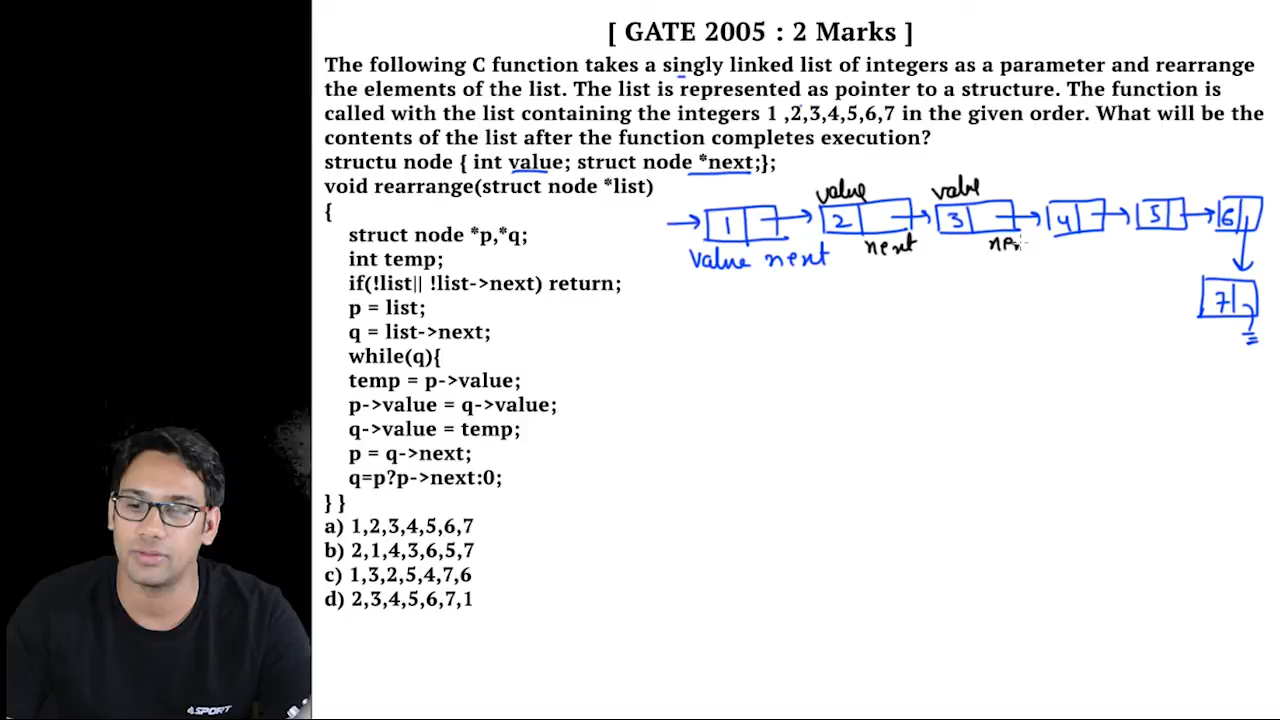 [ GATE 2005 : 2 Marks ]
The following C function takes a singly linked list of integers as a parameter and rearrange
the elements of the list. The list is represented as pointer to a structure. The function is
called with the list containing the integers 1 ,2,3,4,5,6,7 in the given order. What will be the
contents of the list after the function completes execution?
structu node { int value; struct node *next;};
void rearrange(struct node *list)
{
struct node *p,*q;
int temp;
if(!list|| !list->next) return;
p = list;
q = list->next;
while(q){
temp = p->value;
p->value = q->value;
q->value = temp;
p = q->next;
q=p?p->next:0;
} }
a) 1,2,3,4,5,6,7
b) 2,1,4,3,6,5,7
c) 1,3,2,5,4,7,6
d) 2,3,4,5,6,7,1
value value
1 2 3 4 5 6
value next next
7
4SPORT